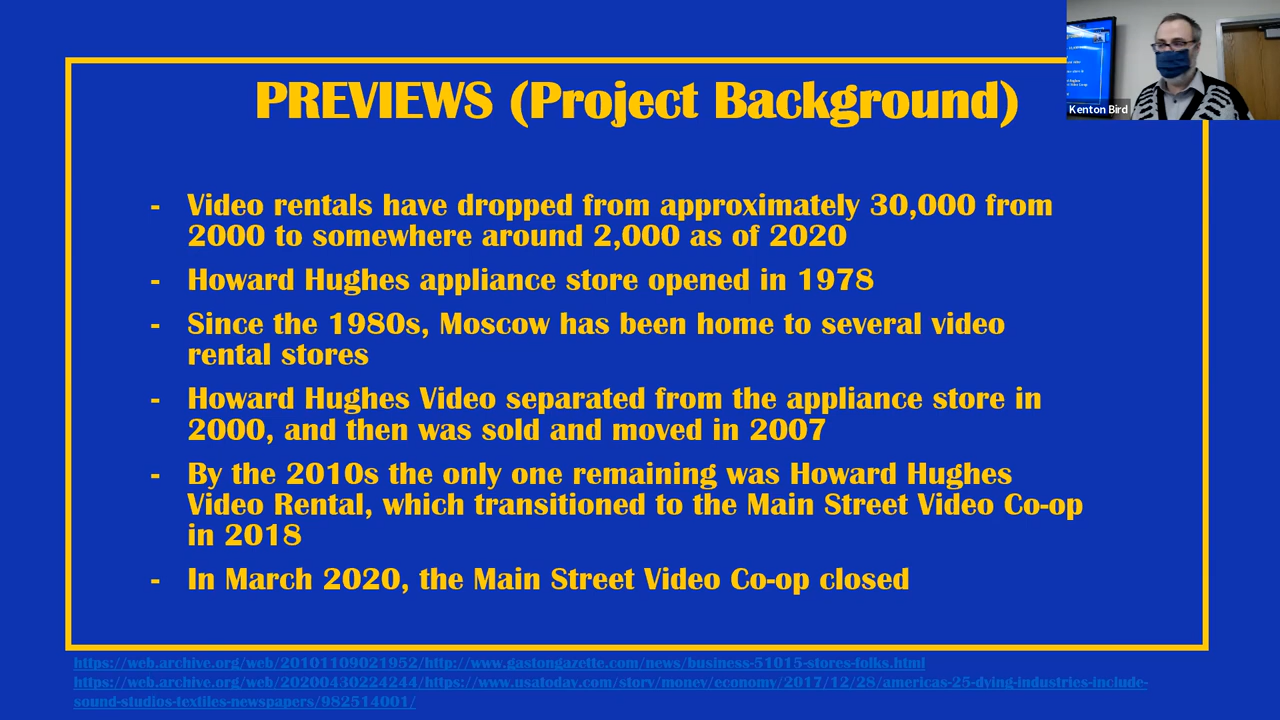 PREVIEWS (Project Background)
Kenton Bird
- Video rentals have dropped from approximately 30,000 from
2000 to somewhere around 2,000 as of 2020
- Howard Hughes appliance store opened in 1978
- Since the 1980s, Moscow has been home to several video
rental stores
- Howard Hughes Video separated from the appliance store in
2000, and then was sold and moved in 2007
- By the 2010s the only one remaining was Howard Hughes
Video Rental, which transitioned to the Main Street Video Co-op
in 2018
- In March 2020, the Main Street Video Co-op closed
https://web.archive.org/web/20101109021952/http://www.gastongazette.com/news/business-51015-stores-folks.html
https://web.archive.org/web/20200430224244/https://www.usatoday.com/story/money/economy/2017/12/28/americas-25-dying-industries-include-
sound-studios-textiles-newspapers/982514001/